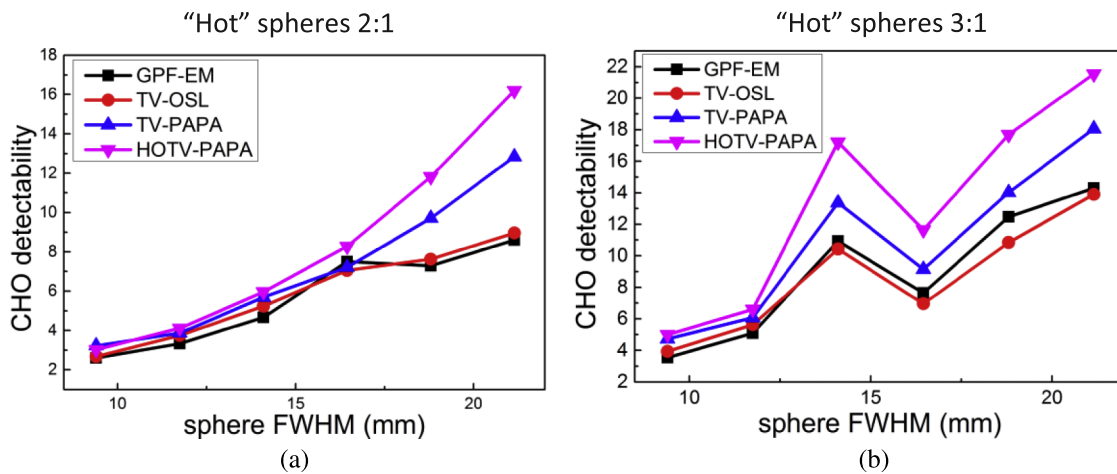 "Hot" spheres 2:1
18
16
14
12
10
8
6
4
2
CHO detectability
GPF-EM
TV-OSL
TV-PAPA
HOTV-PAPA
10
15
20
sphere FWHM (mm)
(a)
"Hot" spheres 3:1
22
20
18
16
14
12
10
8
6
4
2
CHO detectability
GPF-EM
TV-OSL
TV-PAPA
HOTV-PAPA
10
15
20
sphere FWHM (mm)
(b)